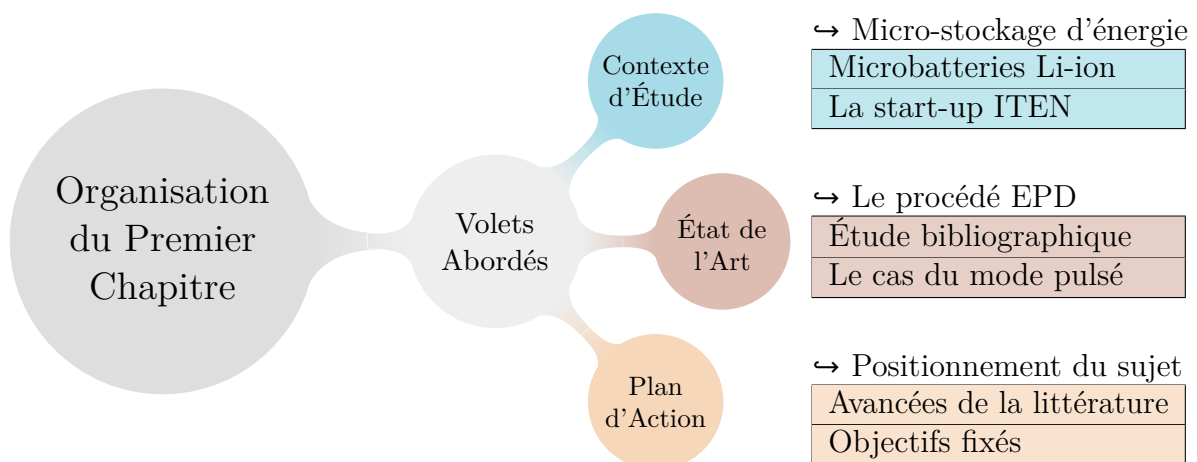 Organisation
du Premier
Chapitre
Volets
Abordés
Contexte
d'Étude
↪ Micro-stockage d'énergie
Microbatteries Li-ion
La start-up ITEN
État de
l'Art
↪ Le procédé EPD
Étude bibliographique
Le cas du mode pulsé
Plan
d'Action
↪ Positionnement du sujet
Avancées de la littérature
Objectifs fixés